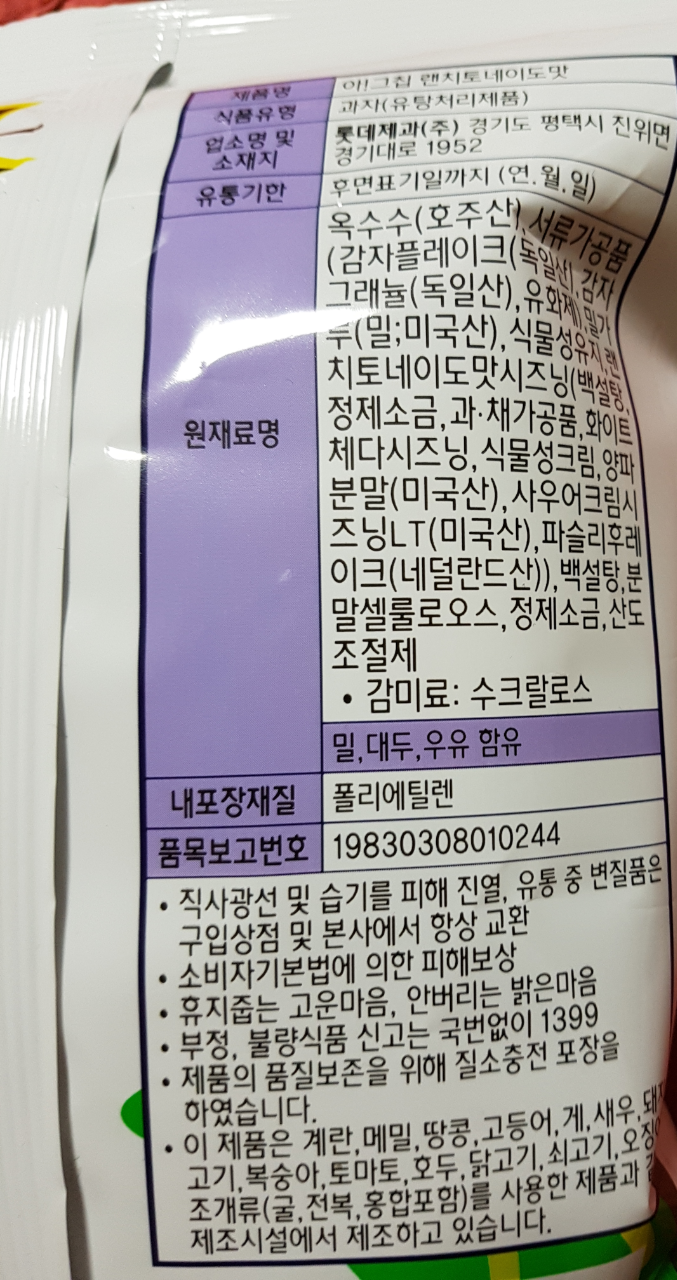 제품명 아!그칩 랜치토네이도맛
식품유형 과자(유탕처리제품)
업소명 및 소재지 롯데제과(주) 경기도 평택시 진위면
경기대로 1952
유통기한 후면표기일까지 (연.월.일)
원재료명
옥수수(호주산), 서류가공품
(감자플레이크(독일산),감자
그래뉼(독일산),유화제),밀가
루(밀;미국산),식물성유지,랜
치토네이도맛시즈닝(백설탕,
정제소금,과·채가공품,화이트
체다시즈닝,식물성크림,양파
분말(미국산),사우어크림시
즈닝LT(미국산),파슬리후레
이크(네덜란드산)),백설탕,분
말셀룰로오스,정제소금,산도
조절제
• 감미료: 수크랄로스
밀,대두,우유 함유
내포장재질 폴리에틸렌
품목보고번호 19830308010244
• 직사광선 및 습기를 피해 진열, 유통 중 변질품은
구입상점 및 본사에서 항상 교환
• 소비자기본법에 의한 피해보상
• 휴지줍는 고운마음, 안버리는 밝은마음
• 부정, 불량식품 신고는 국번없이 1399
• 제품의 품질보존을 위해 질소충전 포장을
하였습니다.
• 이 제품은 계란,메밀,땅콩,고등어,게,새우,돼지
고기,복숭아,토마토,호두,닭고기,쇠고기,오징어
조개류(굴,전복,홍합포함)를 사용한 제품과
제조시설에서 제조하고 있습니다.